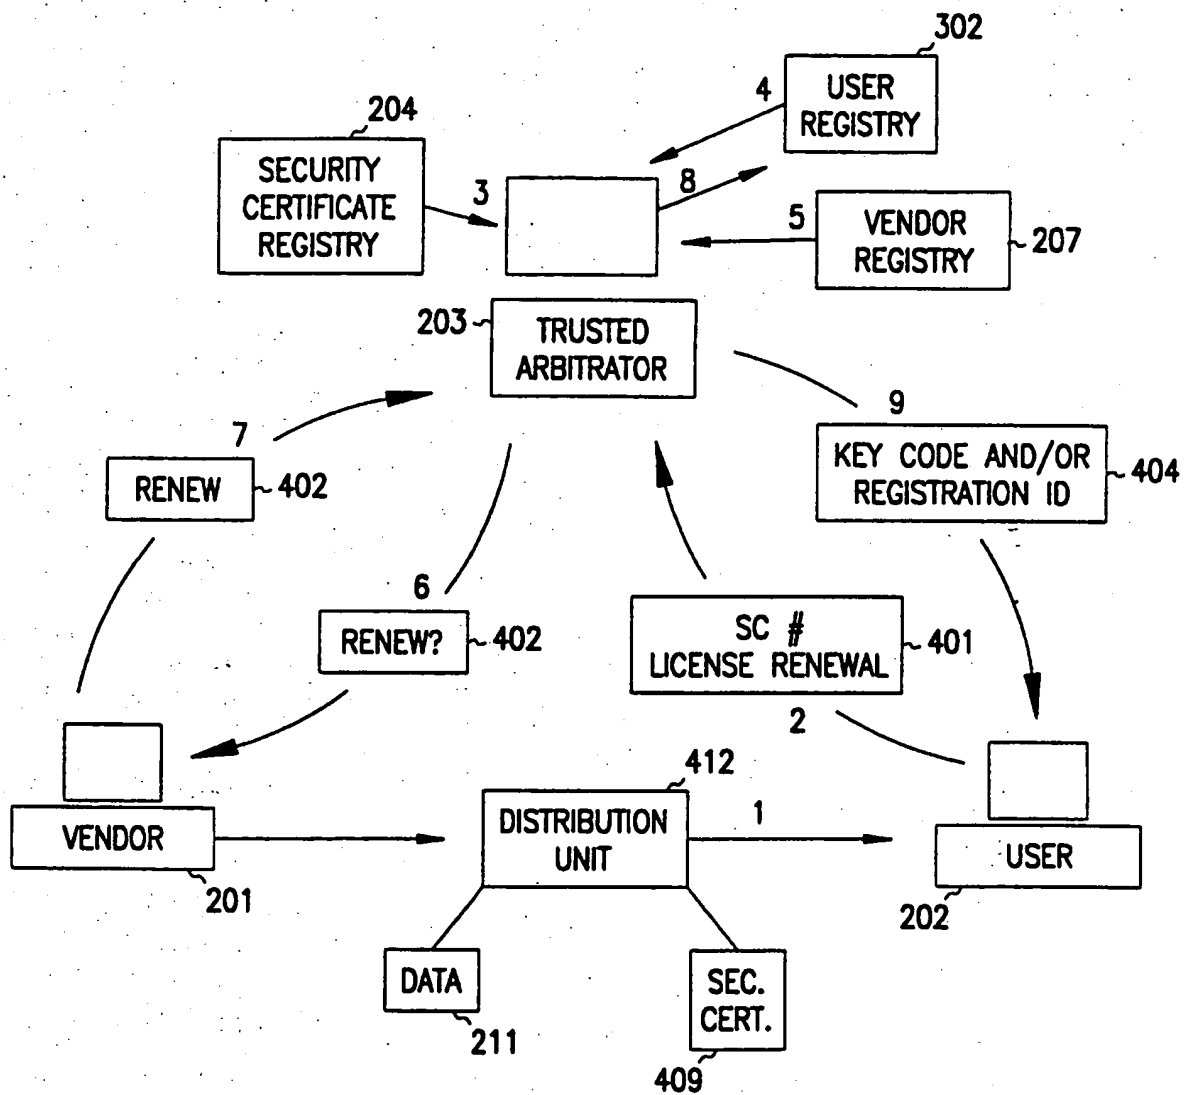 302
4
USER
REGISTRY
204
SECURITY
CERTIFICATE
REGISTRY
3
8
5
VENDOR
REGISTRY
207
203
TRUSTED
ARBITRATOR
9
7
RENEW
402
KEY CODE AND/OR
REGISTRATION ID
404
6
RENEW?
402
SC #
LICENSE RENEWAL
401
2
412
VENDOR
201
DISTRIBUTION
UNIT
1
USER
202
DATA
211
SEC.
CERT.
409